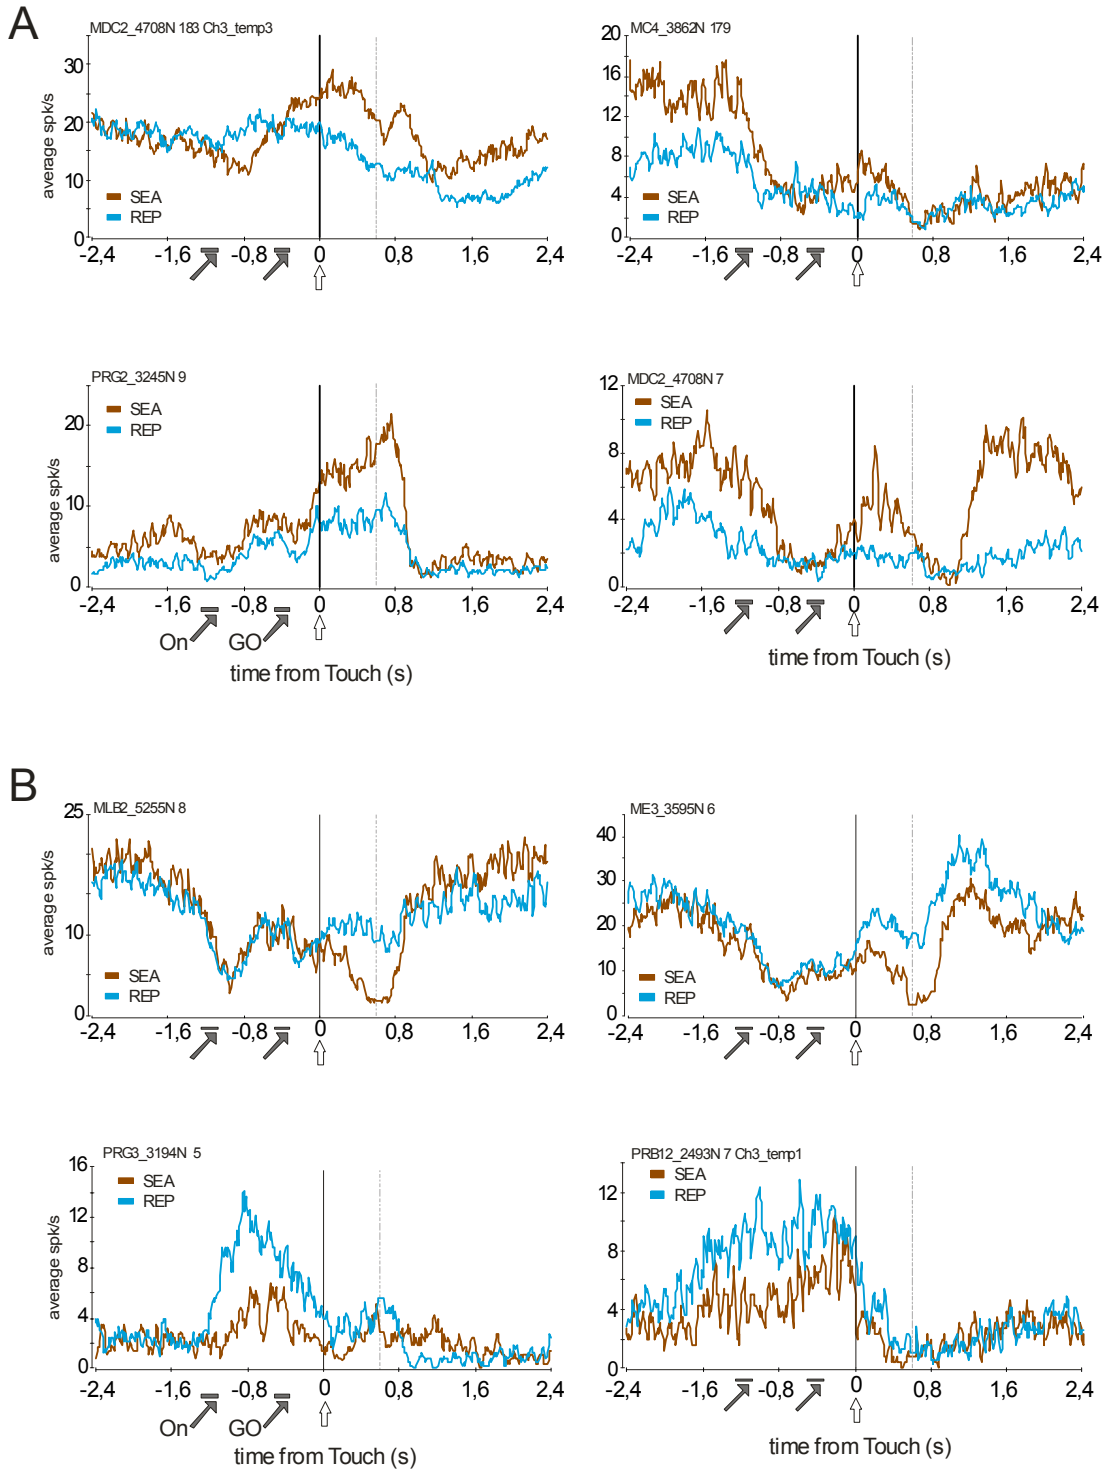 A
MDC2_4708N 183 Ch3_temp3
average spk/s
30
20
10
0
SEA
REP
-2,4 -1,6 -0,8 0 0,8 1,6 2,4
MC4_3862N 179
20
16
12
8
4
0
SEA
REP
-2,4 -1,6 -0,8 0 0,8 1,6 2,4
PRG2_3245N 9
average spk/s
20
10
0
SEA
REP
-2,4 -1,6 -0,8 0 0,8 1,6 2,4
On GO
time from Touch (s)
MDC2_4708N 7
12
8
4
0
SEA
REP
-2,4 -1,6 -0,8 0 0,8 1,6 2,4
time from Touch (s)
B
MLB2_5255N 8
average spk/s
25
10
0
SEA
REP
-2,4 -1,6 -0,8 0 0,8 1,6 2,4
ME3_3595N 6
40
30
20
10
0
SEA
REP
-2,4 -1,6 -0,8 0 0,8 1,6 2,4
PRG3_3194N 5
average spk/s
16
12
8
4
0
SEA
REP
-2,4 -1,6 -0,8 0 0,8 1,6 2,4
On GO
time from Touch (s)
PRB12_2493N 7 Ch3_temp1
12
8
4
0
SEA
REP
-2,4 -1,6 -0,8 0 0,8 1,6 2,4
time from Touch (s)